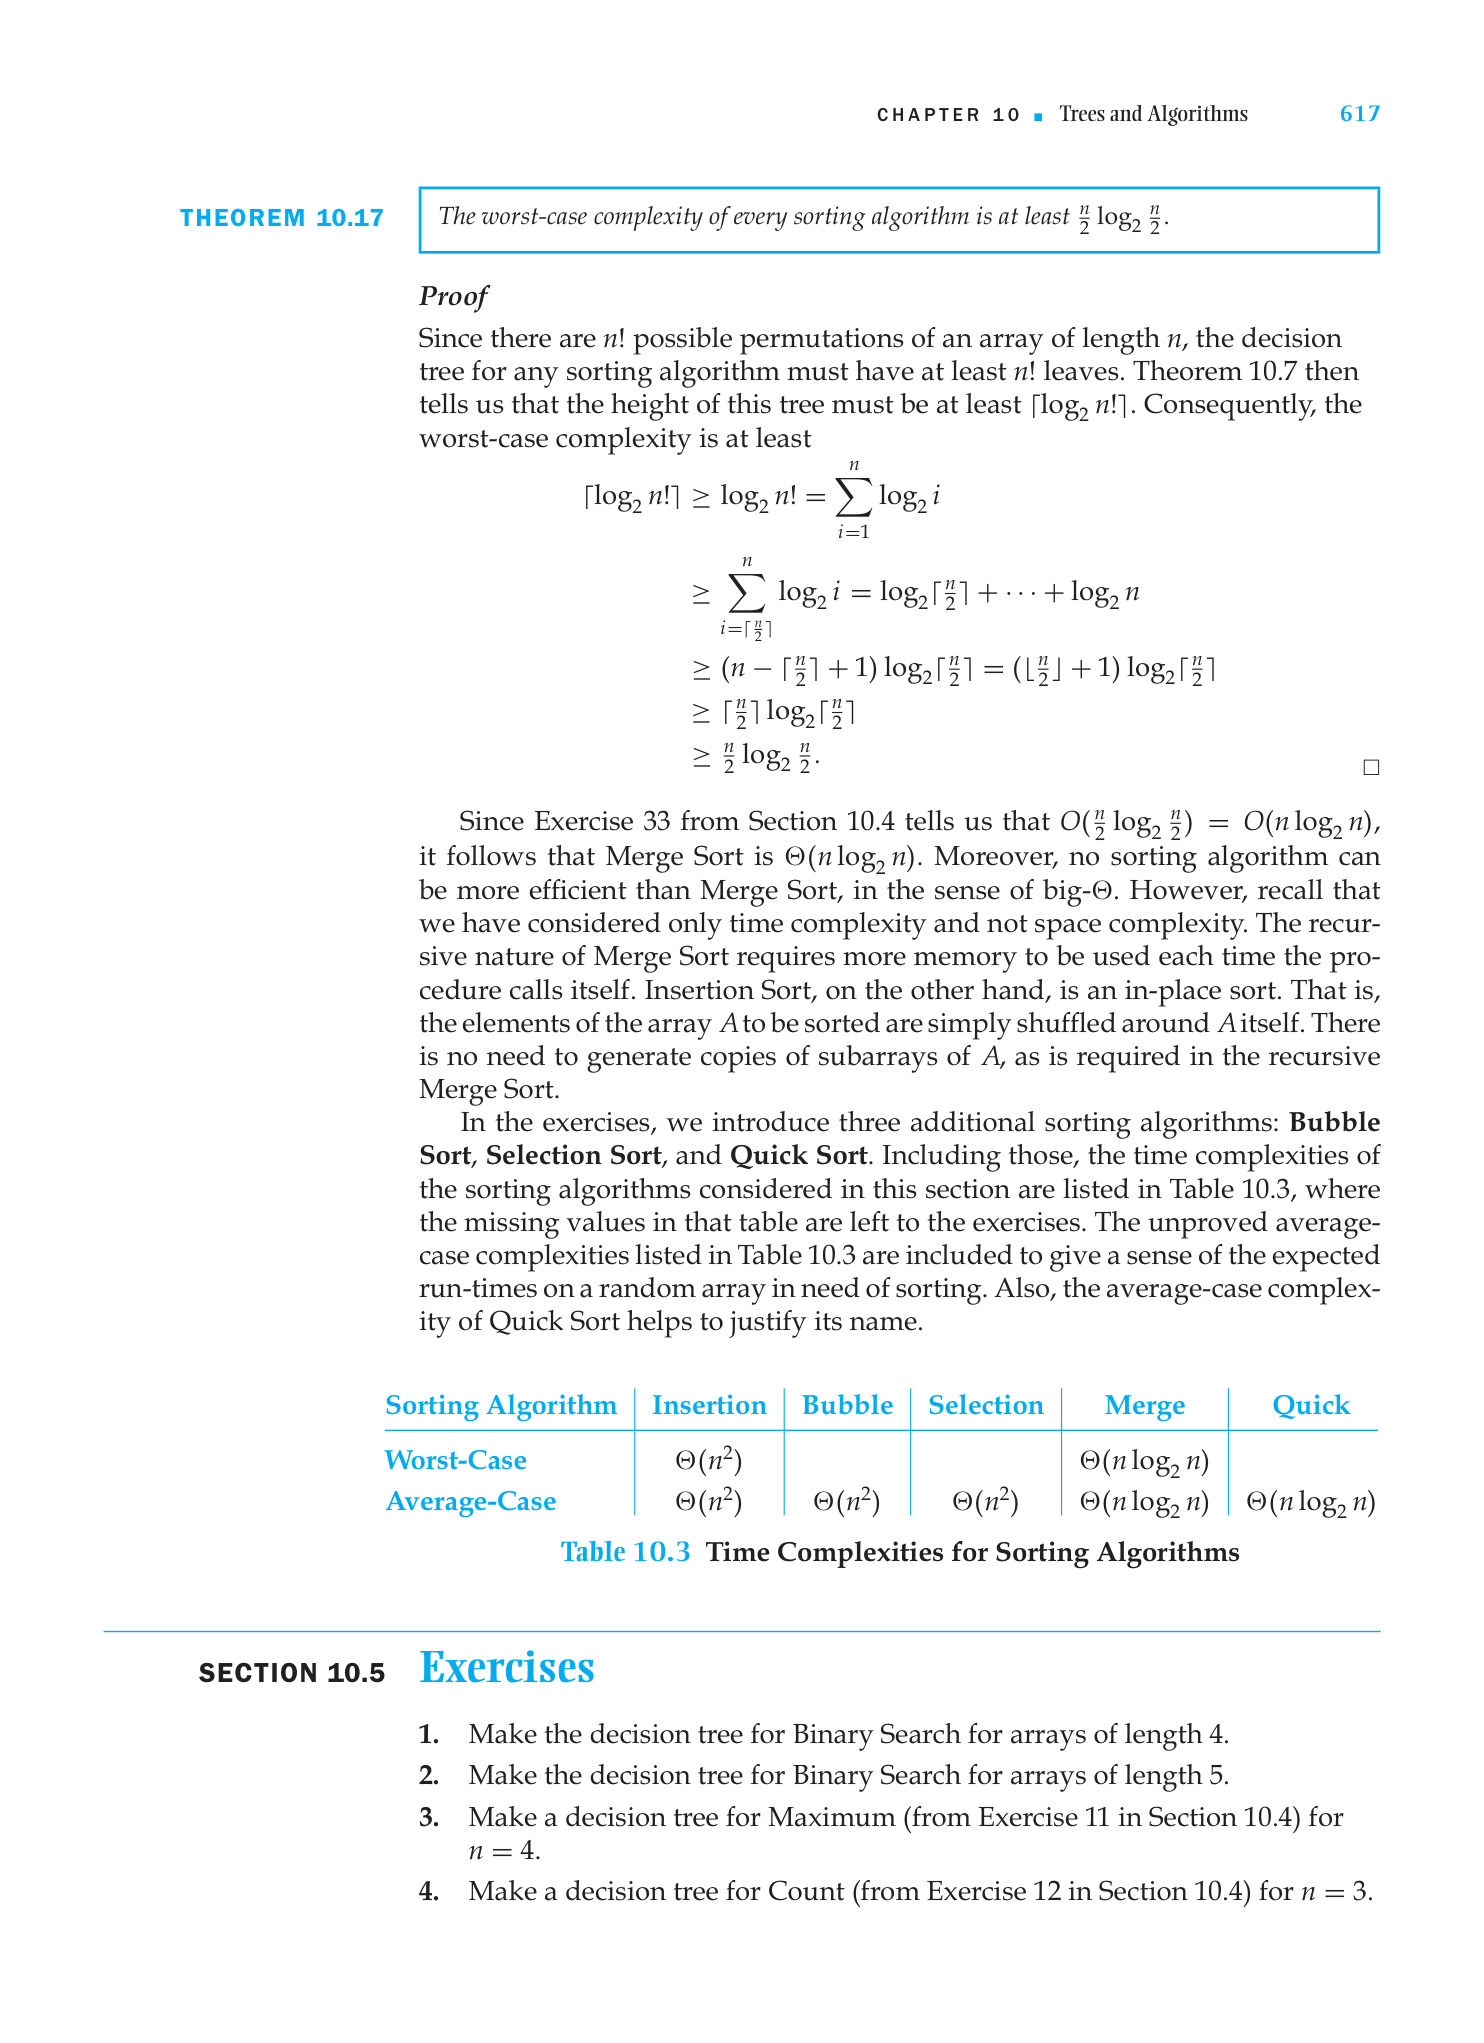 CHAPTER 10 ■ Trees and Algorithms 617
THEOREM 10.17 The worst-case complexity of every sorting algorithm is at least n/2 log₂ n/2.
Proof
Since there are n! possible permutations of an array of length n, the decision
tree for any sorting algorithm must have at least n! leaves. Theorem 10.7 then
tells us that the height of this tree must be at least ⌈log₂ n!⌉. Consequently, the
worst-case complexity is at least
⌈log₂ n!⌉ ≥ log₂ n! = ∑_{i=1}^{n} log₂ i
≥ ∑_{i=⌈n/2⌉}^{n} log₂ i = log₂⌈n/2⌉ + · · · + log₂ n
≥ (n − ⌈n/2⌉ + 1) log₂⌈n/2⌉ = (⌊n/2⌋ + 1) log₂⌈n/2⌉
≥ ⌈n/2⌉ log₂⌈n/2⌉
≥ n/2 log₂ n/2. □
Since Exercise 33 from Section 10.4 tells us that O(n/2 log₂ n/2) = O(n log₂ n),
it follows that Merge Sort is Θ(n log₂ n). Moreover, no sorting algorithm can
be more efficient than Merge Sort, in the sense of big-Θ. However, recall that
we have considered only time complexity and not space complexity. The recur-
sive nature of Merge Sort requires more memory to be used each time the pro-
cedure calls itself. Insertion Sort, on the other hand, is an in-place sort. That is,
the elements of the array A to be sorted are simply shuffled around A itself. There
is no need to generate copies of subarrays of A, as is required in the recursive
Merge Sort.
In the exercises, we introduce three additional sorting algorithms: Bubble
Sort, Selection Sort, and Quick Sort. Including those, the time complexities of
the sorting algorithms considered in this section are listed in Table 10.3, where
the missing values in that table are left to the exercises. The unproved average-
case complexities listed in Table 10.3 are included to give a sense of the expected
run-times on a random array in need of sorting. Also, the average-case complex-
ity of Quick Sort helps to justify its name.
Sorting Algorithm Insertion Bubble Selection Merge Quick
Worst-Case Θ(n²) Θ(n log₂ n)
Average-Case Θ(n²) Θ(n²) Θ(n²) Θ(n log₂ n) Θ(n log₂ n)
Table 10.3 Time Complexities for Sorting Algorithms
SECTION 10.5 Exercises
1. Make the decision tree for Binary Search for arrays of length 4.
2. Make the decision tree for Binary Search for arrays of length 5.
3. Make a decision tree for Maximum (from Exercise 11 in Section 10.4) for
n = 4.
4. Make a decision tree for Count (from Exercise 12 in Section 10.4) for n = 3.